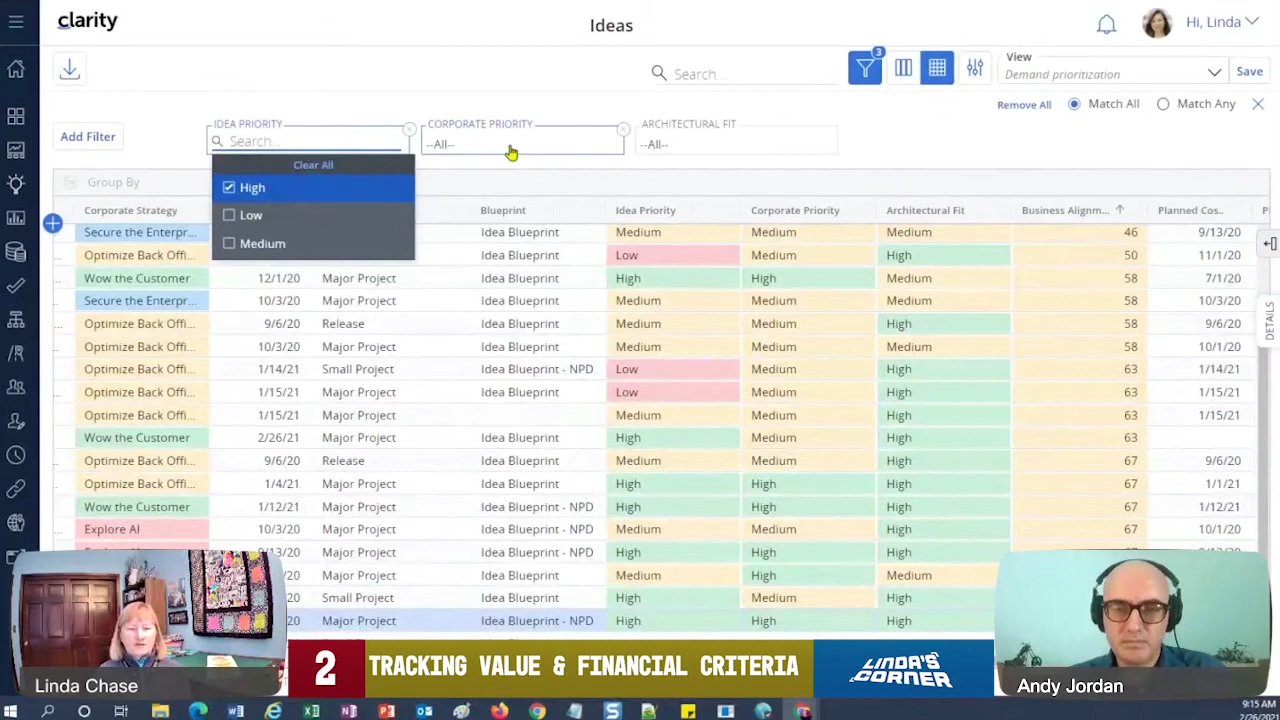 clarity
Ideas
Hi, Linda
Search...
3
View
Demand prioritization
Save
Remove All
Match All
Match Any
Add Filter
IDEA PRIORITY
Search...
CORPORATE PRIORITY
--All--
ARCHITECTURAL FIT
--All--
Clear All
High
Low
Medium
Group By
Corporate Strategy Blueprint Idea Priority Corporate Priority Architectural Fit Business Alignm... Planned Cos... P
Secure the Enterpr... Idea Blueprint Medium Medium Medium 46 9/13/20
Optimize Back Offi... Idea Blueprint Low Medium High 50 11/1/20
Wow the Customer 12/1/20 Major Project Idea Blueprint High High Medium 58 7/1/20
Secure the Enterpr... 10/3/20 Major Project Idea Blueprint Medium Medium Medium 58 10/3/20
Optimize Back Offi... 9/6/20 Release Idea Blueprint Medium Medium High 58 9/6/20
Optimize Back Offi... 10/3/20 Major Project Idea Blueprint Medium Medium Medium 58 10/1/20
Optimize Back Offi... 1/14/21 Small Project Idea Blueprint - NPD Low Medium High 63 1/14/21
Optimize Back Offi... 1/15/21 Major Project Idea Blueprint Low Medium High 63 1/15/21
Optimize Back Offi... 1/15/21 Major Project Medium Medium High 63 1/15/21
Wow the Customer 2/26/21 Major Project Idea Blueprint High Medium High 63
Optimize Back Offi... 9/6/20 Release Idea Blueprint Medium Medium High 67 9/6/20
Optimize Back Offi... 1/4/21 Major Project Idea Blueprint High Medium High 67 1/1/21
Wow the Customer 1/12/21 Major Project Idea Blueprint - NPD High Medium High 67 1/12/21
Explore AI 10/3/20 Major Project Idea Blueprint - NPD Medium Medium High 67 10/1/20
Major Project Idea Blueprint - NPD High Medium High
Major Project Idea Blueprint Medium High Medium
Small Project Idea Blueprint High Medium High
Major Project Idea Blueprint - NPD High High High
DETAILS
2
TRACKING VALUE & FINANCIAL CRITERIA
LINDA'S
CORNER
Linda Chase
Andy Jordan
9:15 AM
2/26/2021